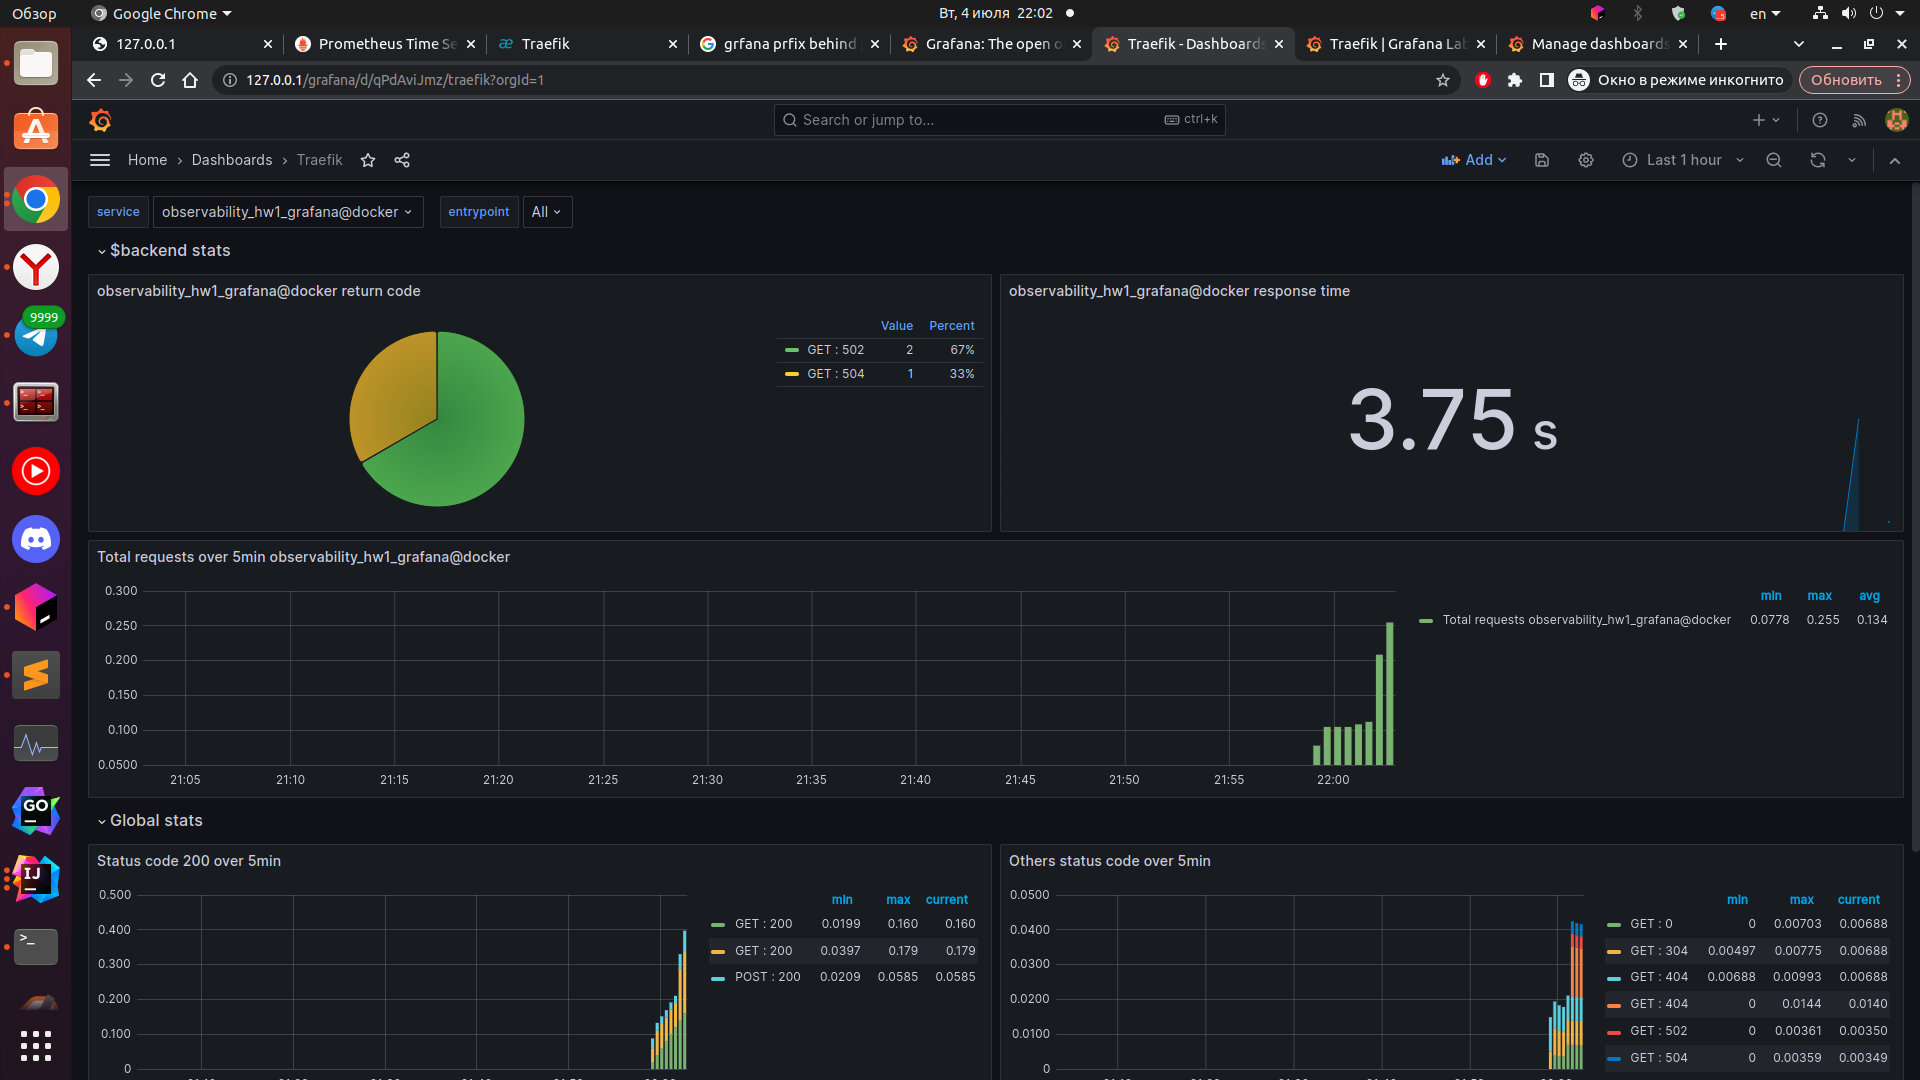 Обзор
Google Chrome
Вт, 4 июля 22:02
en
127.0.0.1
Prometheus Time Se
Traefik
grfana prfix behind
Grafana: The open o
Traefik - Dashboards
Traefik | Grafana Lab
Manage dashboards
127.0.0.1/grafana/d/qPdAviJmz/traefik?orgId=1
Окно в режиме инкогнито
Обновить
Search or jump to...
ctrl+k
Home › Dashboards › Traefik
Add
Last 1 hour
service
observability_hw1_grafana@docker
entrypoint
All
9999
$backend stats
observability_hw1_grafana@docker return code
Value Percent
GET : 502 2 67%
GET : 504 1 33%
observability_hw1_grafana@docker response time
3.75 s
Total requests over 5min observability_hw1_grafana@docker
0.300
0.250
0.200
0.150
0.100
0.0500
21:05 21:10 21:15 21:20 21:25 21:30 21:35 21:40 21:45 21:50 21:55 22:00
min max avg
Total requests observability_hw1_grafana@docker 0.0778 0.255 0.134
GO
IJ
Global stats
Status code 200 over 5min
0.500
0.400
0.300
0.200
0.100
0
min max current
GET : 200 0.0199 0.160 0.160
GET : 200 0.0397 0.179 0.179
POST : 200 0.0209 0.0585 0.0585
Others status code over 5min
0.0500
0.0400
0.0300
0.0200
0.0100
0
min max current
GET : 0 0 0.00703 0.00688
GET : 304 0.00497 0.00775 0.00688
GET : 404 0.00688 0.00993 0.00688
GET : 404 0 0.0144 0.0140
GET : 502 0 0.00361 0.00350
GET : 504 0 0.00359 0.00349